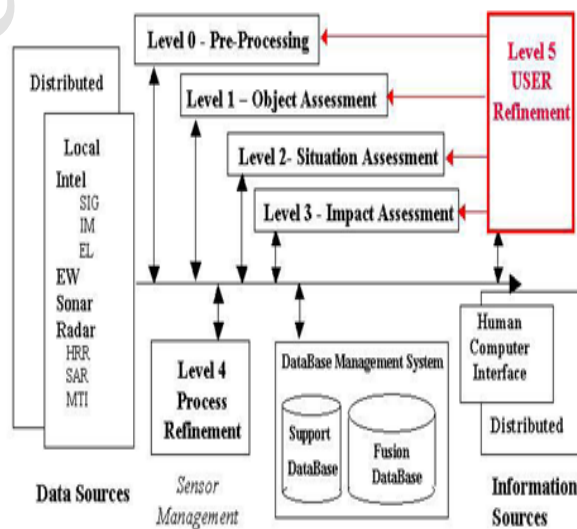 Level 0 - Pre-Processing
Level 5
USER
Refinement
Distributed
Level 1 – Object Assessment
Local
Intel
SIG
IM
EL
EW
Sonar
Radar
HRR
SAR
MTI
Level 2- Situation Assessment
Level 3 - Impact Assessment
Level 4
Process
Refinement
DataBase Management System
Support
DataBase
Fusion
DataBase
Human
Computer
Interface
Distributed
Data Sources
Sensor
Management
Information
Sources